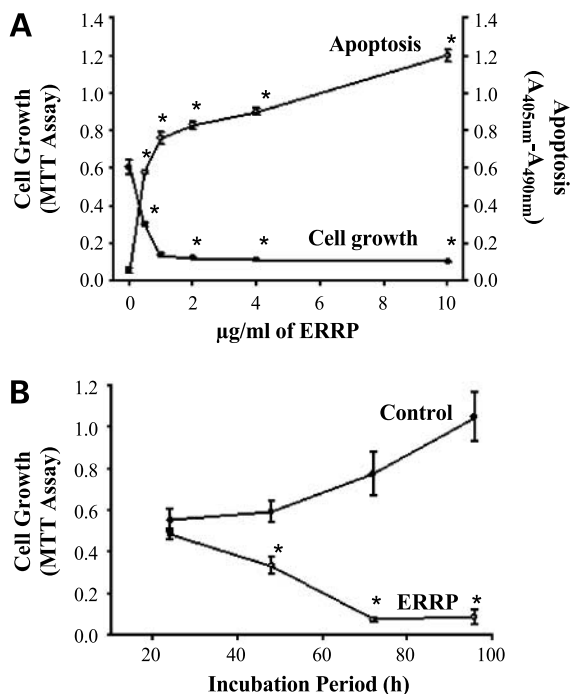 A
1.4
1.2
1.0
0.8
0.6
0.4
0.2
0.0
Cell Growth
(MTT Assay)
Apoptosis
Cell growth
*
*
*
*
*
*
*
*
*
1.4
1.2
1.0
0.8
0.6
0.4
0.2
0.0
Apoptosis
(A405nm-A490nm)
0 2 4 6 8 10
µg/ml of ERRP
B
1.2
1.0
0.8
0.6
0.4
0.2
0.0
Cell Growth
(MTT Assay)
Control
*
*
*
ERRP
20 40 60 80 100
Incubation Period (h)